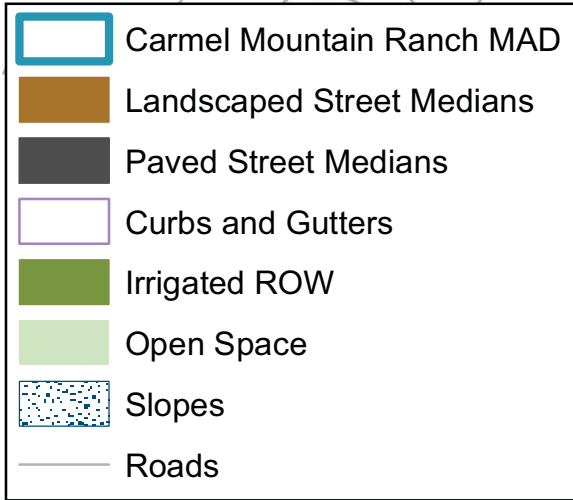 Carmel Mountain Ranch MAD
Landscaped Street Medians
Paved Street Medians
Curbs and Gutters
Irrigated ROW
Open Space
Slopes
Roads